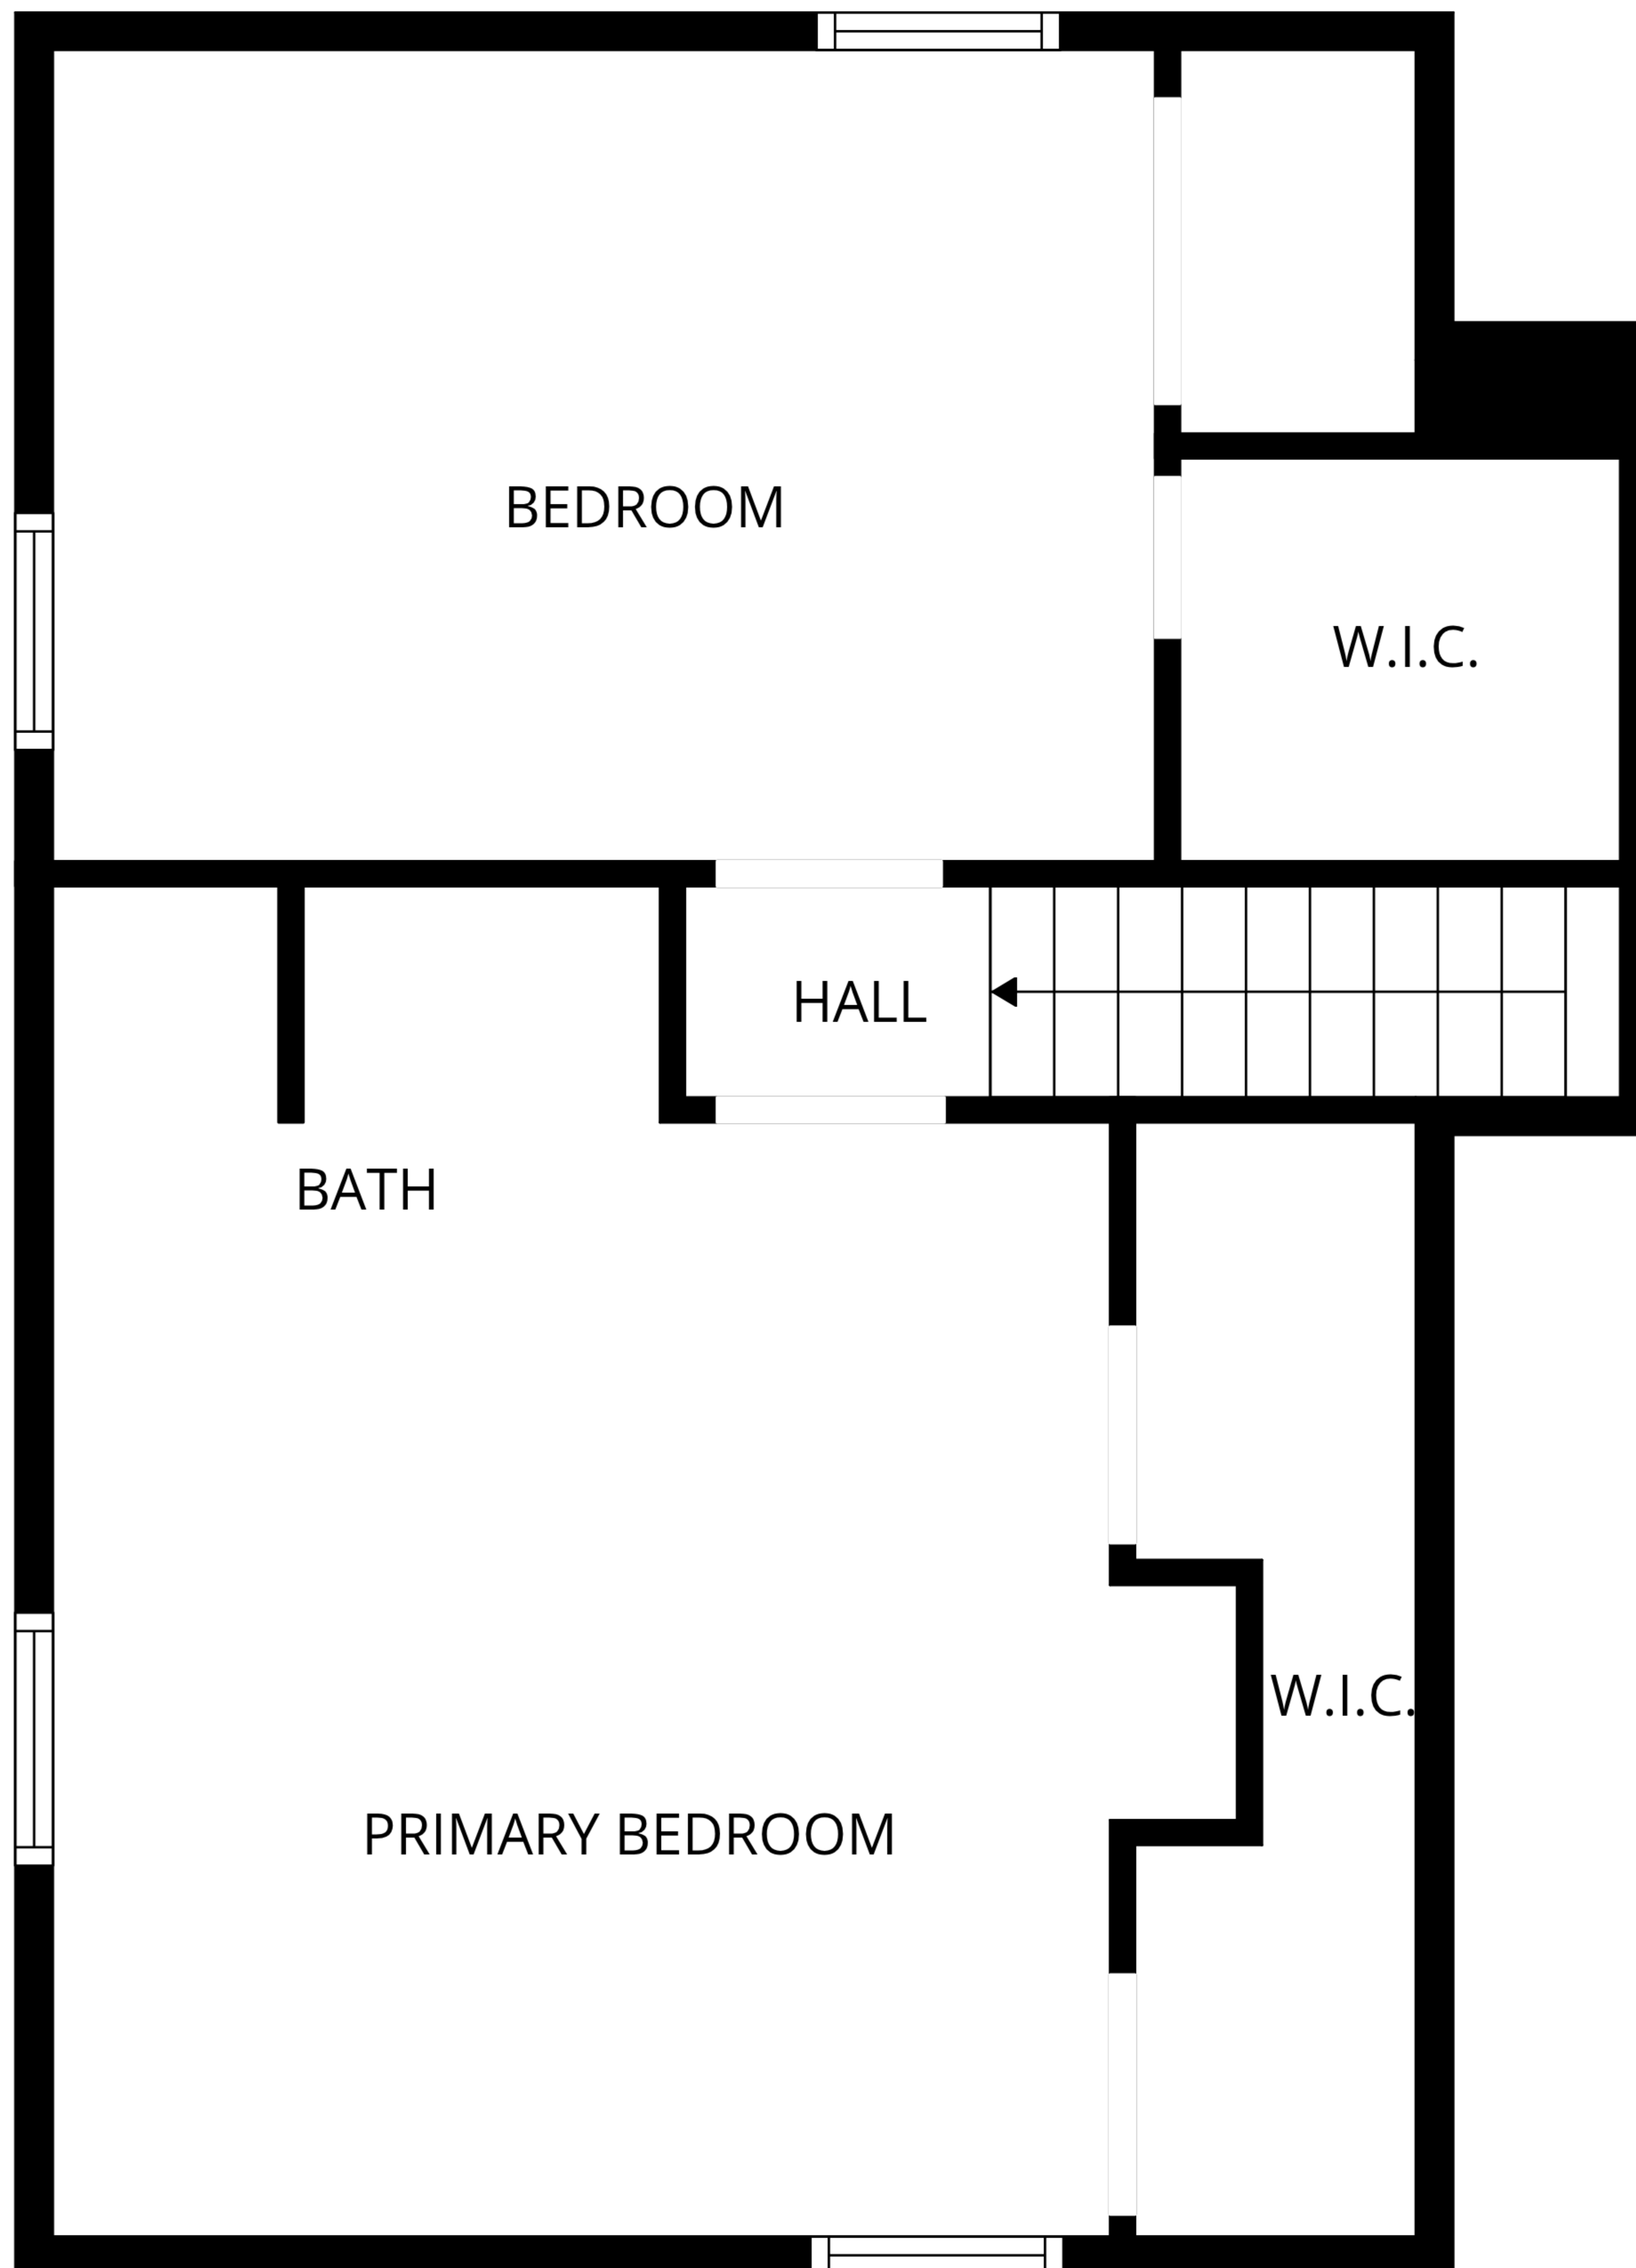 BEDROOM
W.I.C.
HALL
BATH
W.I.C.
PRIMARY BEDROOM